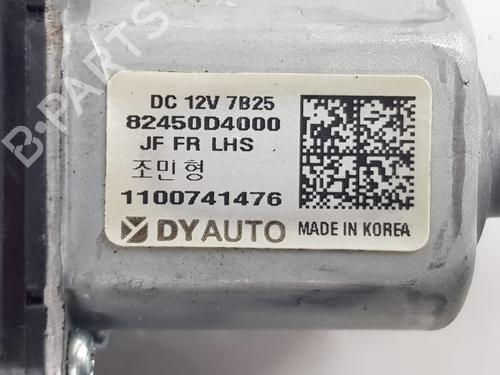 B-PARTS
DC 12V 7B25
82450D4000
JF FR LHS
조민형
1100741476
DYAUTO MADE IN KOREA